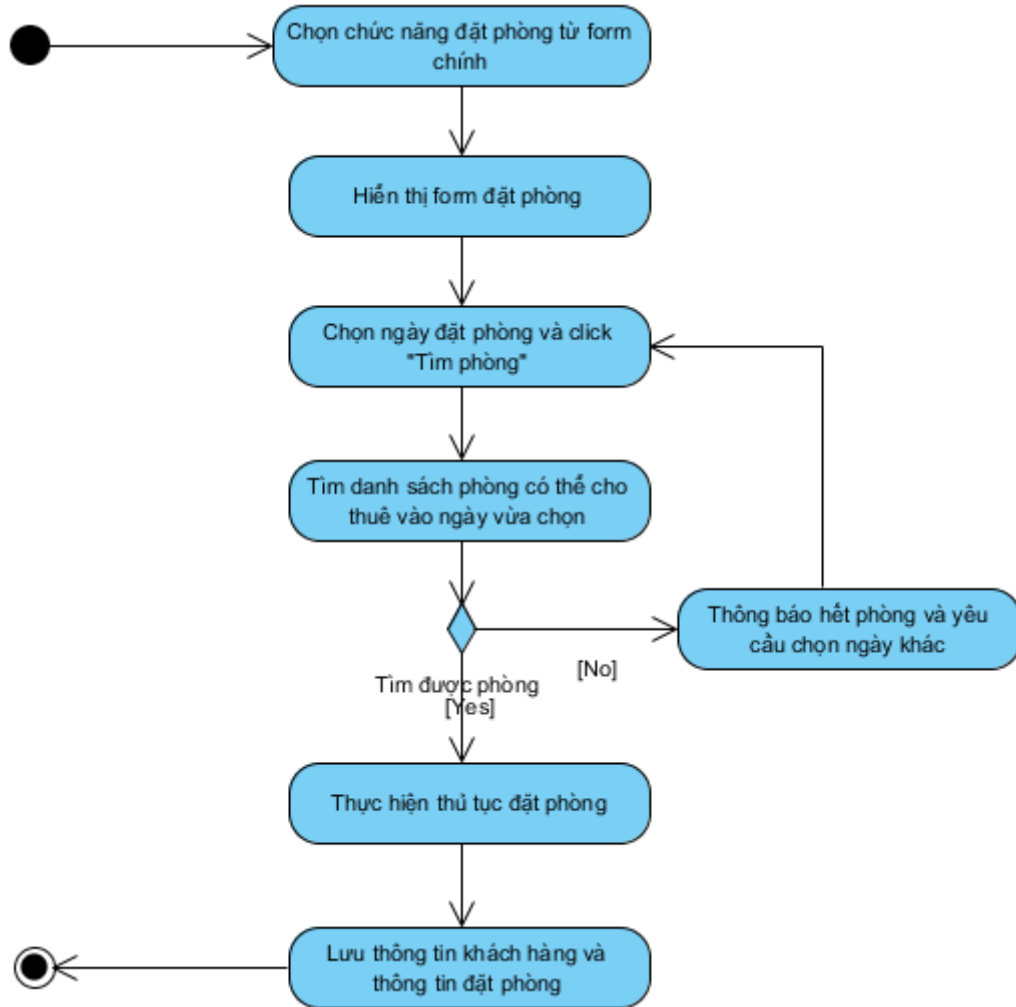 Chọn chức năng đặt phòng từ form
chính
Hiển thị form đặt phòng
Chọn ngày đặt phòng và click
"Tìm phòng"
Tìm danh sách phòng có thể cho
thuê vào ngày vừa chọn
Thông báo hết phòng và yêu
cầu chọn ngày khác
[No]
Tìm được phòng
[Yes]
Thực hiện thủ tục đặt phòng
Lưu thông tin khách hàng và
thông tin đặt phòng